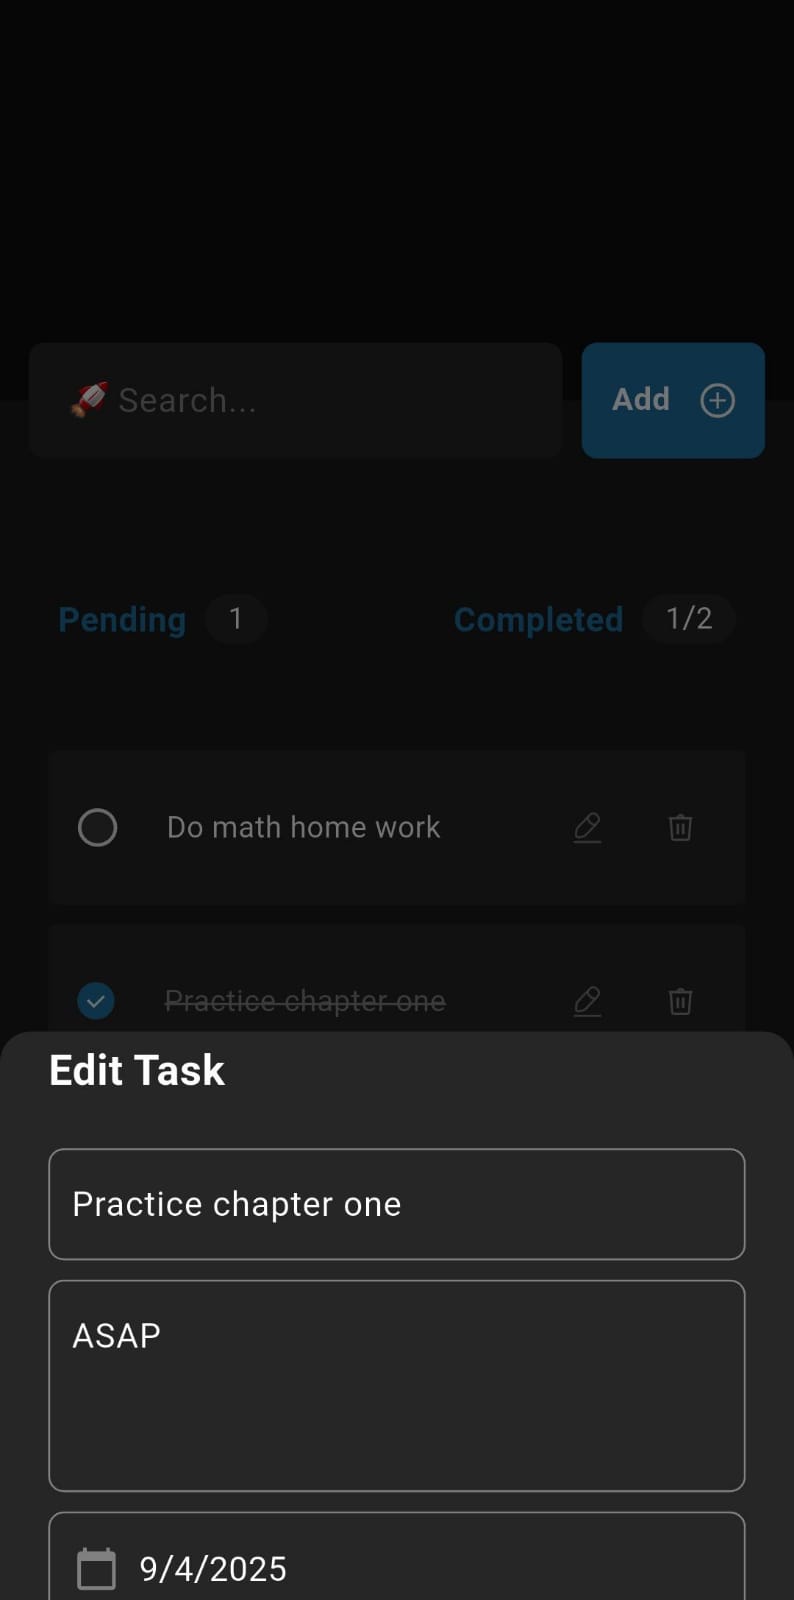 🚀 Search...
Add
Pending 1 Completed 1/2
Do math home work
Practice chapter one
Edit Task
Practice chapter one
ASAP
9/4/2025